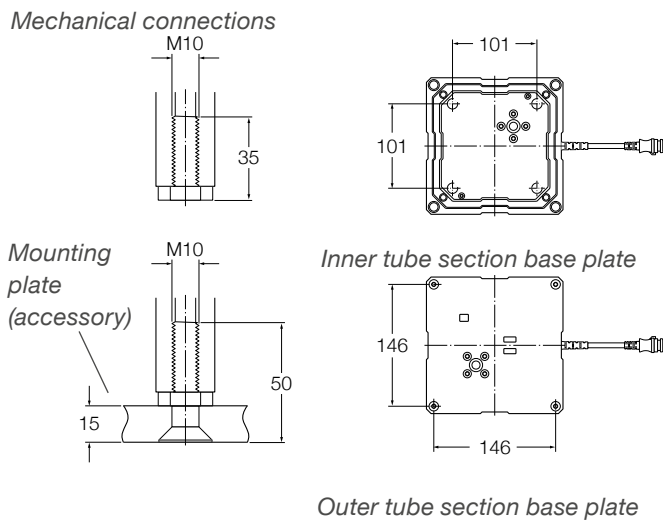 Mechanical connections
M10
35
101
101
Mounting
plate
(accessory)
M10
50
15
Inner tube section base plate
146
146
Outer tube section base plate